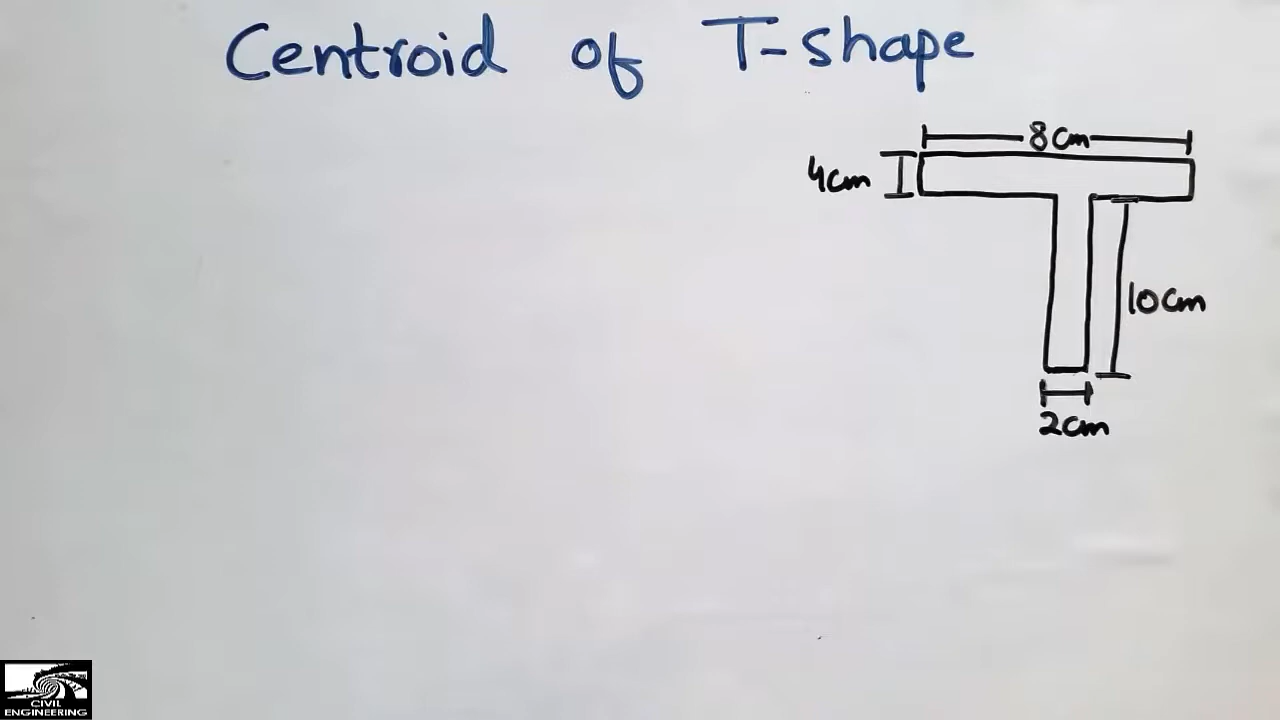 Centroid of T-shape
8cm
4cm
10cm
2cm
CIVIL
ENGINEERING